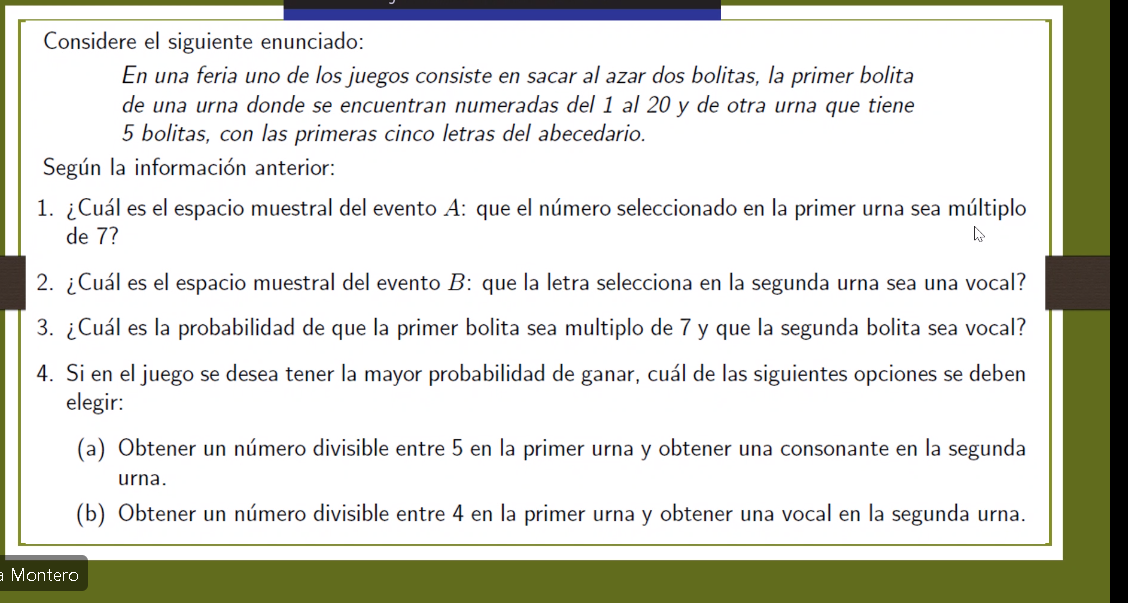 Considere el siguiente enunciado:
En una feria uno de los juegos consiste en sacar al azar dos bolitas, la primer bolita
de una urna donde se encuentran numeradas del 1 al 20 y de otra urna que tiene
5 bolitas, con las primeras cinco letras del abecedario.
Según la información anterior:
1. ¿Cuál es el espacio muestral del evento A: que el número seleccionado en la primer urna sea múltiplo
de 7?
2. ¿Cuál es el espacio muestral del evento B: que la letra selecciona en la segunda urna sea una vocal?
3. ¿Cuál es la probabilidad de que la primer bolita sea multiplo de 7 y que la segunda bolita sea vocal?
4. Si en el juego se desea tener la mayor probabilidad de ganar, cuál de las siguientes opciones se deben
elegir:
(a) Obtener un número divisible entre 5 en la primer urna y obtener una consonante en la segunda
urna.
(b) Obtener un número divisible entre 4 en la primer urna y obtener una vocal en la segunda urna.
a Montero